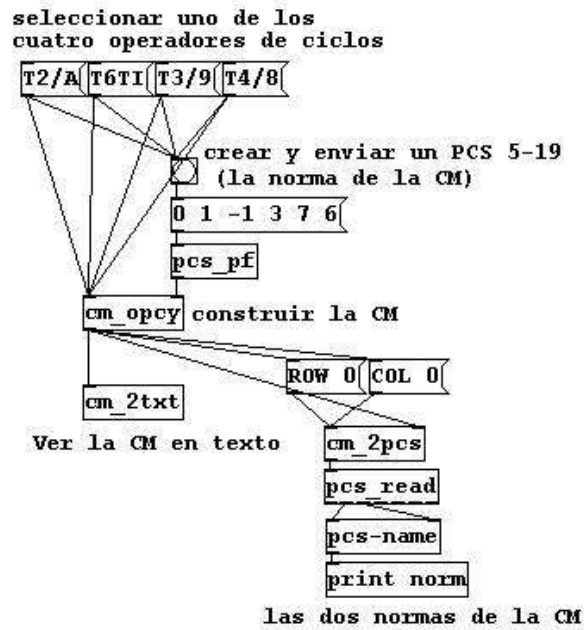 seleccionar uno de los
cuatro operadores de ciclos
T2/A T6TI T3/9 T4/8
crear y enviar un PCS 5-19
(la norma de la CM)
0 1 -1 3 7 6
pcs_pf
cm_opcy construir la CM
ROW 0 COL 0
cm_2txt
Ver la CM en texto
cm_2pcs
pcs_read
pcs-name
print norm
las dos normas de la CM